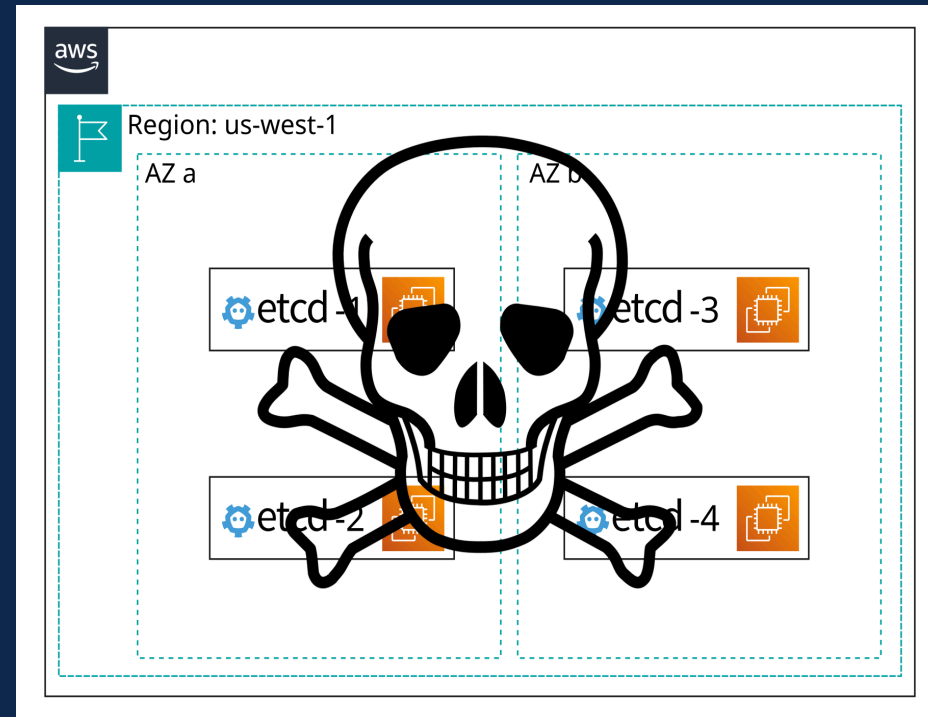 aws
Region: us-west-1
AZ a
AZ b
etcd -1
etcd -3
etcd -2
etcd -4